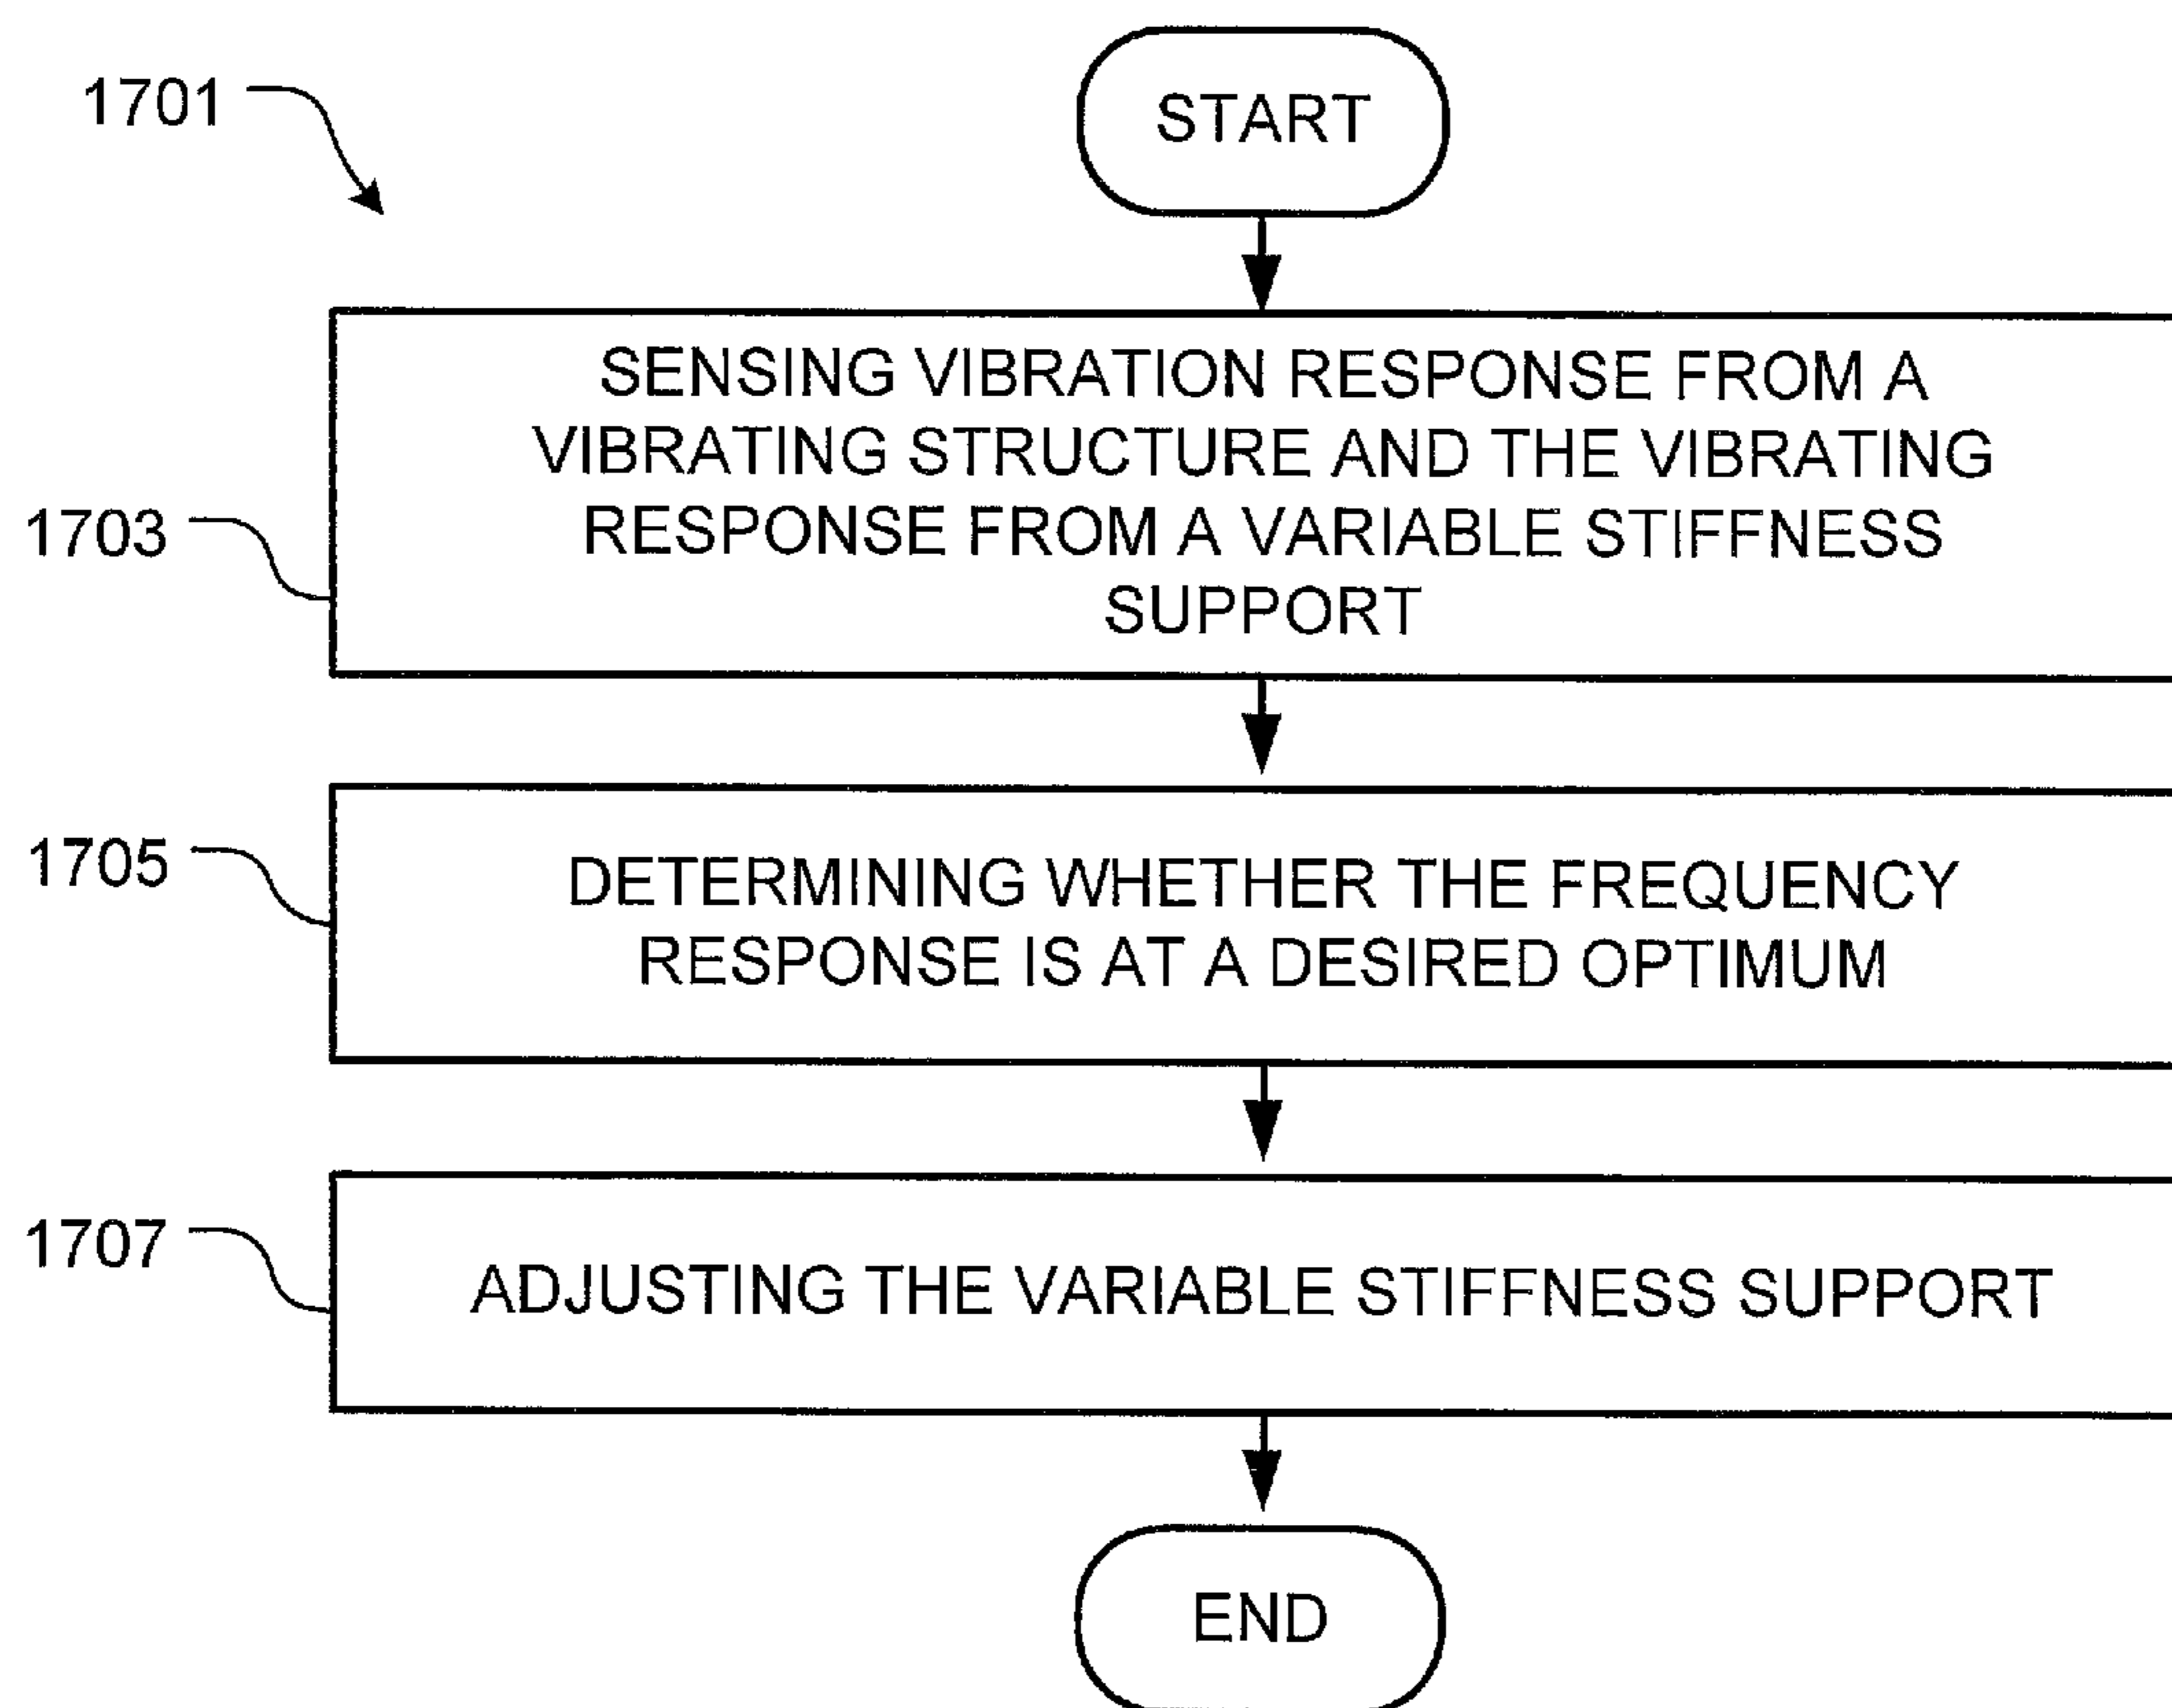 1701
START
SENSING VIBRATION RESPONSE FROM A
VIBRATING STRUCTURE AND THE VIBRATING
RESPONSE FROM A VARIABLE STIFFNESS
SUPPORT
1703
DETERMINING WHETHER THE FREQUENCY
RESPONSE IS AT A DESIRED OPTIMUM
1705
ADJUSTING THE VARIABLE STIFFNESS SUPPORT
1707
END